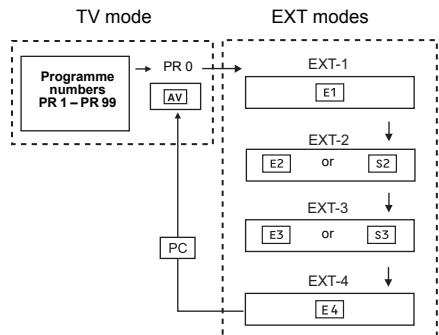 TV mode
EXT modes
Programme
numbers
PR 1 – PR 99
PR 0
AV
EXT-1
E1
EXT-2
E2 or S2
EXT-3
E3 or S3
PC
EXT-4
E4